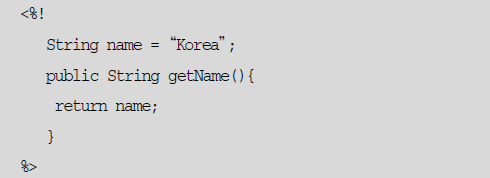 <%!
String name = “Korea”;
public String getName(){
return name;
}
%>